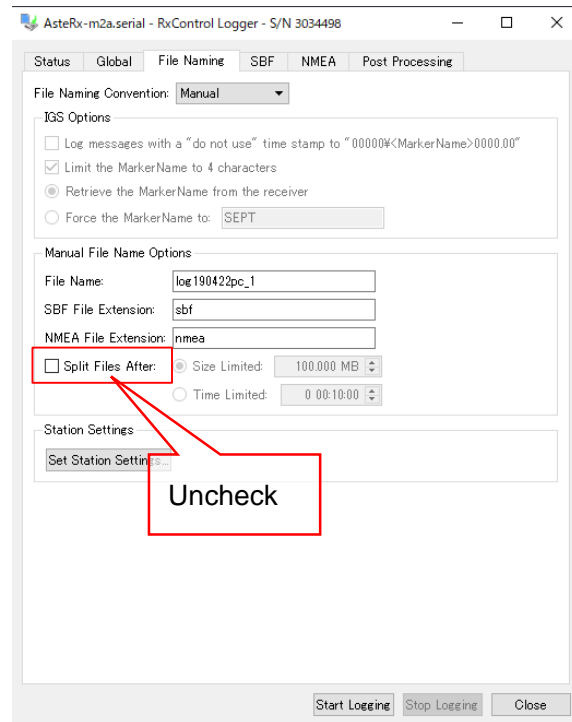 AsteRx-m2a.serial - RxControl Logger - S/N 3034498
Status Global File Naming SBF NMEA Post Processing
File Naming Convention: Manual
IGS Options
Log messages with a "do not use" time stamp to "00000¥<MarkerName>0000.00"
Limit the MarkerName to 4 characters
Retrieve the MarkerName from the receiver
Force the MarkerName to: SEPT
Manual File Name Options
File Name: log190422pc_1
SBF File Extension: sbf
NMEA File Extension: nmea
Split Files After: Size Limited: 100.000 MB
Time Limited: 0 00:10:00
Station Settings
Set Station Settings...
Uncheck
Start Logging Stop Logging Close